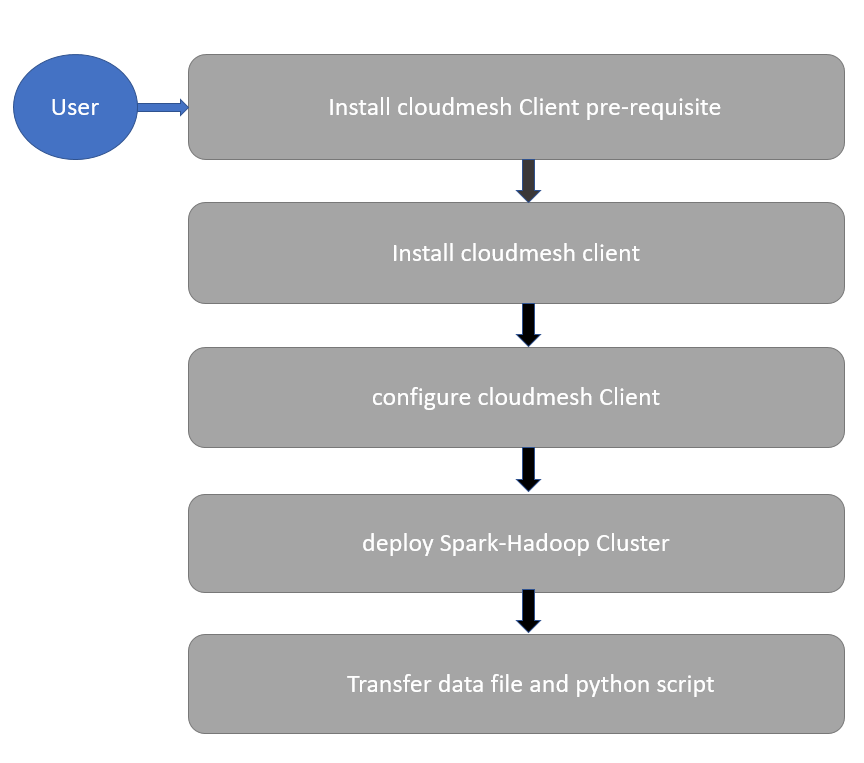 User
Install cloudmesh Client pre-requisite
Install cloudmesh client
configure cloudmesh Client
deploy Spark-Hadoop Cluster
Transfer data file and python script